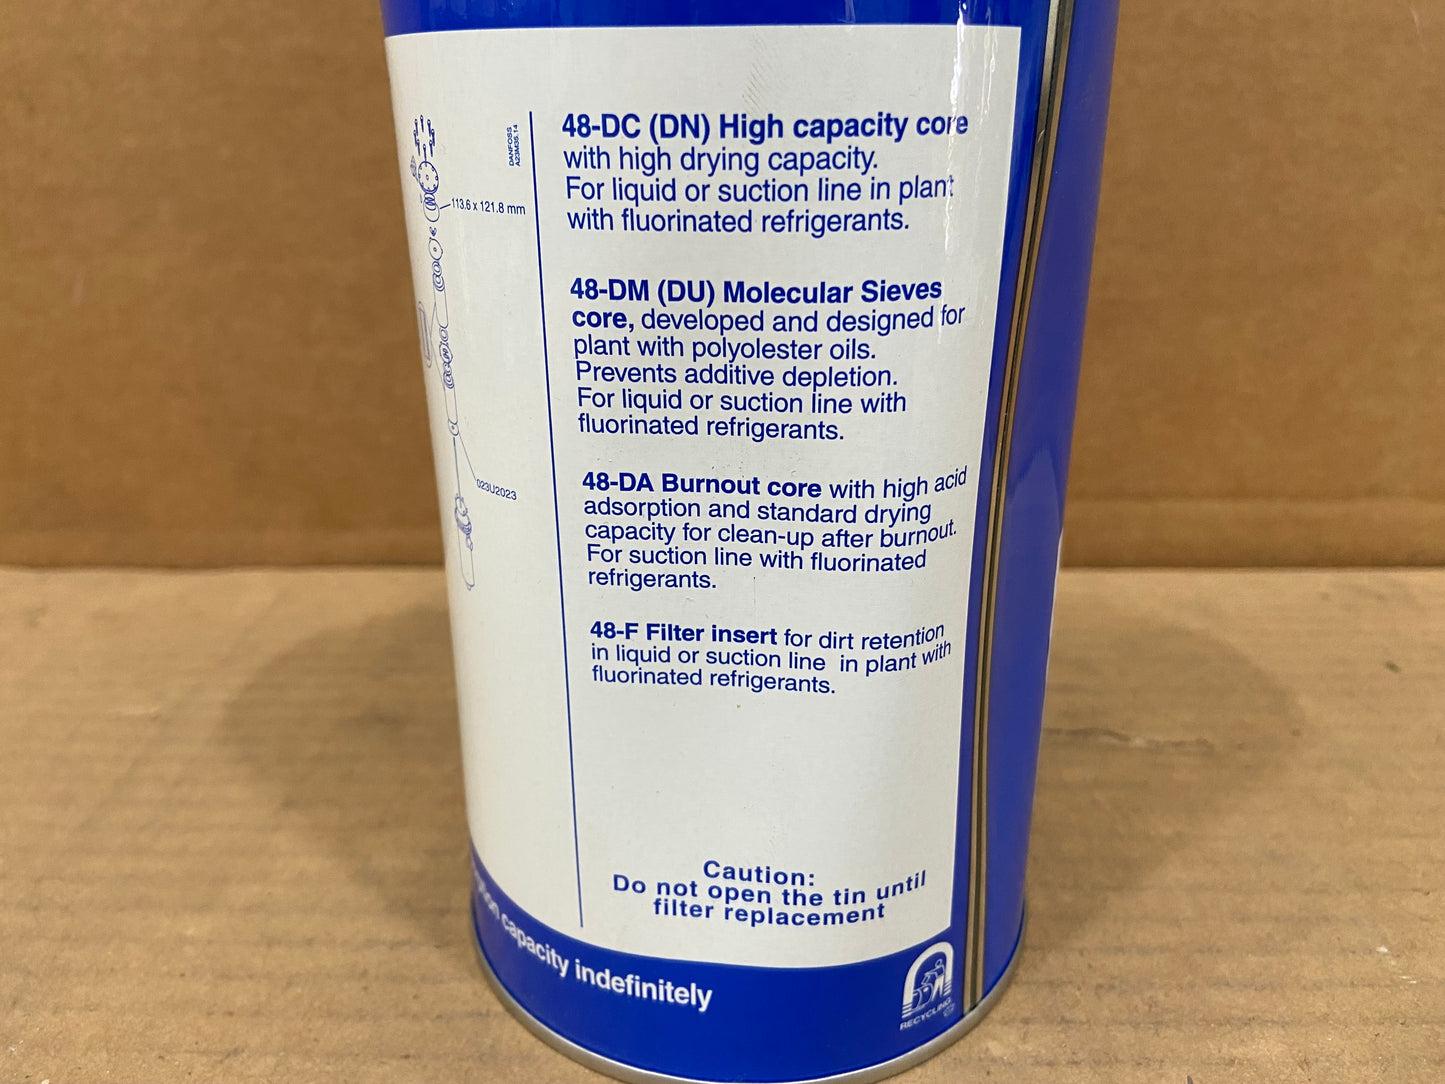 DANFOSS
A23M36.14
113.6 x 121.8 mm
023U2023
48-DC (DN) High capacity core
with high drying capacity.
For liquid or suction line in plant
with fluorinated refrigerants.
48-DM (DU) Molecular Sieves
core, developed and designed for
plant with polyolester oils.
Prevents additive depletion.
For liquid or suction line with
fluorinated refrigerants.
48-DA Burnout core with high acid
adsorption and standard drying
capacity for clean-up after burnout.
For suction line with fluorinated
refrigerants.
48-F Filter insert for dirt retention
in liquid or suction line in plant with
fluorinated refrigerants.
Caution:
Do not open the tin until
filter replacement
capacity indefinitely
RECYCLING